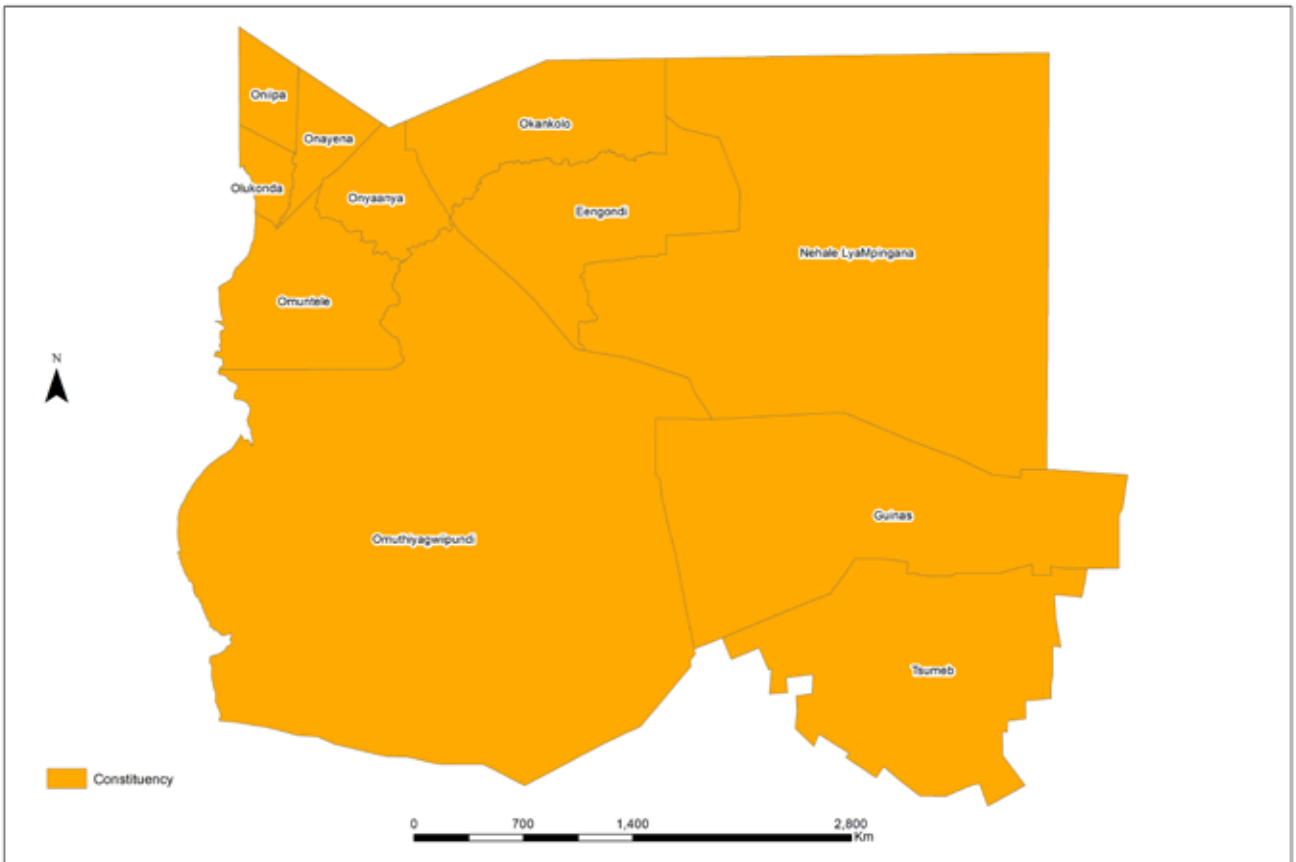 Oniipa
Okankolo
Onayena
Olukonda
Onyaanya
Eengondi
Nehale LyaMpingana
Omuntele
N
Guinas
Omuthiyagwiipundi
Tsumeb
Constituency
0 700 1,400 2,800
Km